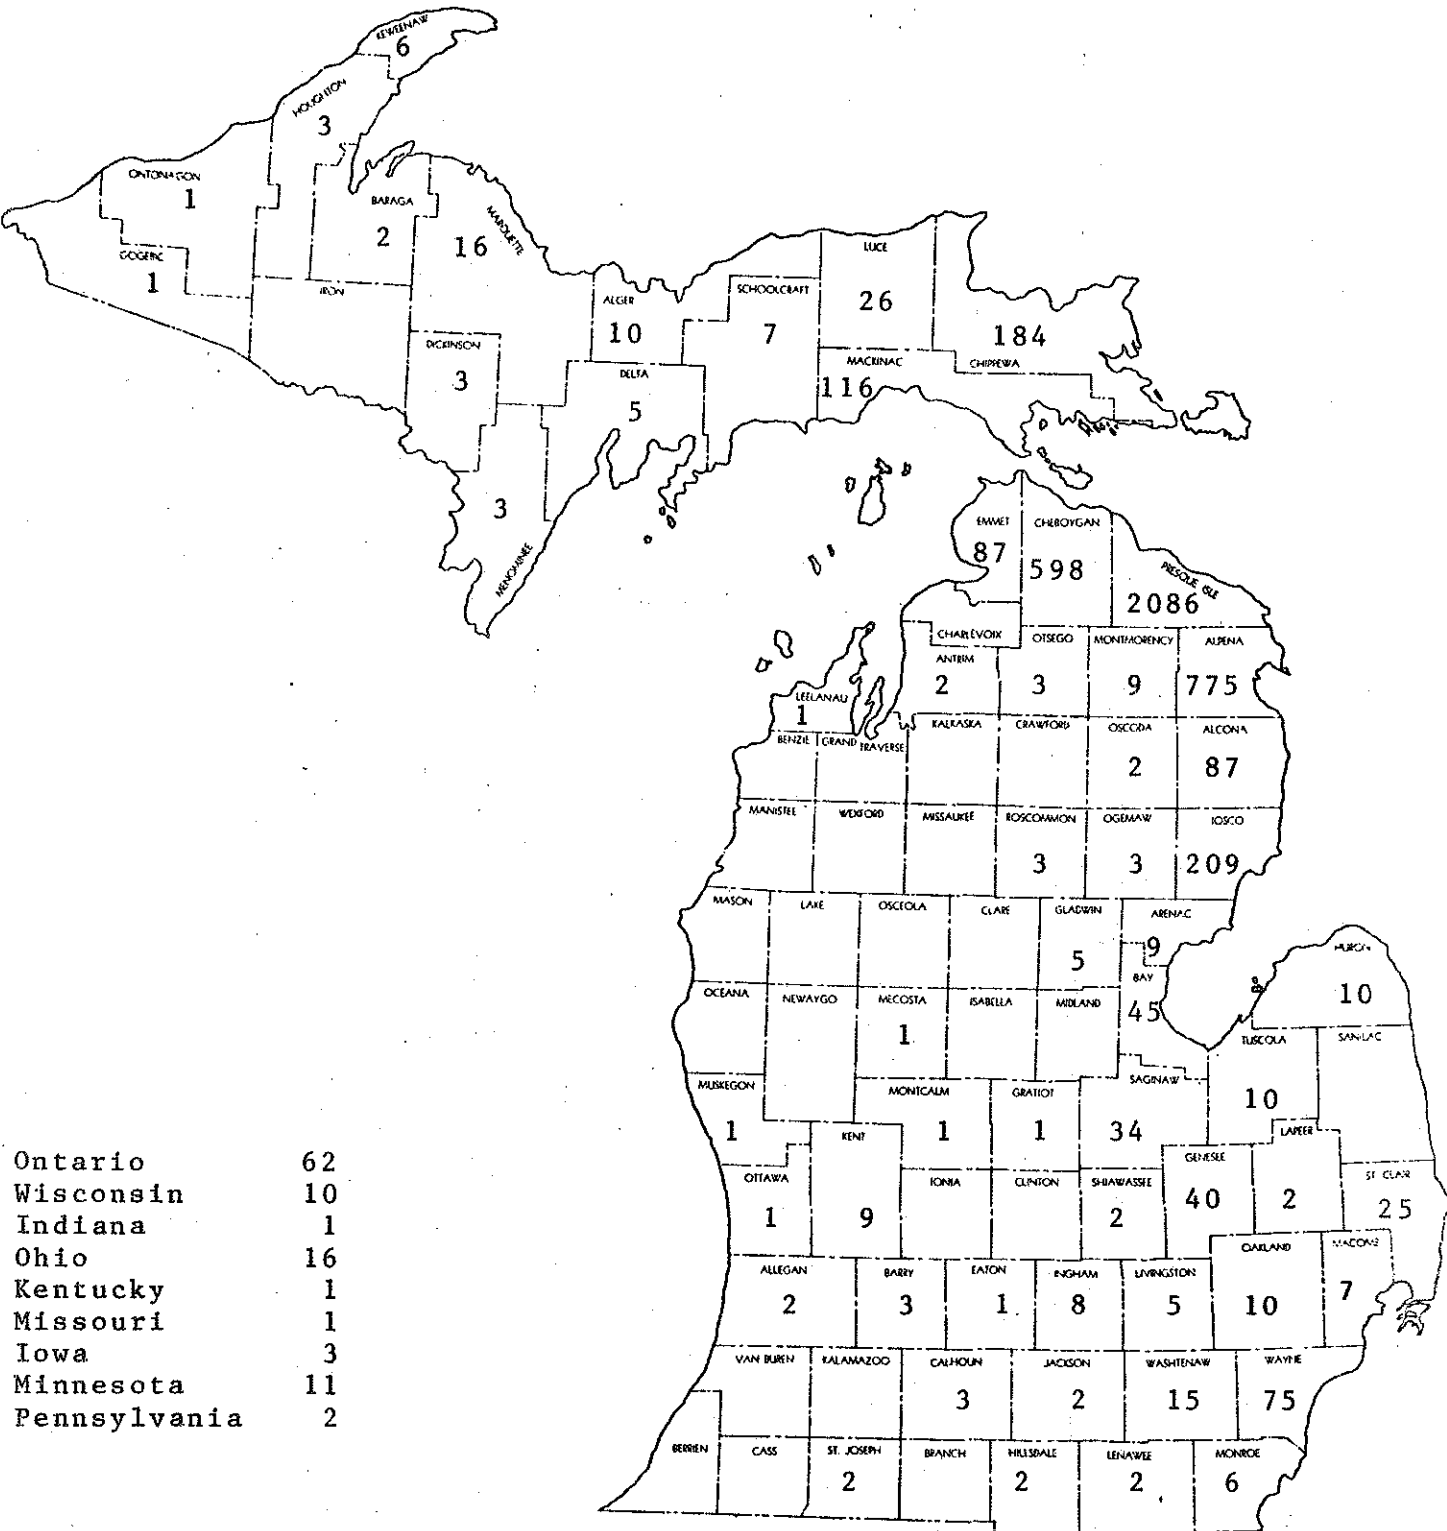 KEWEENAW
6
HOUGHTON
3
ONTONAGON
1
BARAGA
2
MARQUETTE
16
GOGEBIC
1
IRON
LUCE
26
SCHOOLCRAFT
7
ALGER
10
184
CHIPPEWA
DICKINSON
3
MACKINAC
116
DELTA
5
3
MENOMINEE
EMMET
87
CHEBOYGAN
598
PRESQUE ISLE
2086
CHARLEVOIX
OTSEGO
3
MONTMORENCY
9
ALPENA
775
ANTRIM
2
LEELANAU
1
BENZIE
GRAND TRAVERSE
KALKASKA
CRAWFORD
OSCODA
2
ALCONA
87
MANISTEE
WEXFORD
MISSAUKEE
ROSCOMMON
3
OGEMAW
3
IOSCO
209
MASON
LAKE
OSCEOLA
CLARE
GLADWIN
5
ARENAC
9
HURON
10
BAY
45
OCEANA
NEWAYGO
MECOSTA
1
ISABELLA
MIDLAND
TUSCOLA
10
SANILAC
MUSKEGON
1
MONTCALM
1
GRATIOT
1
SAGINAW
34
KENT
9
LAPEER
2
GENESEE
40
ST CLAIR
25
OTTAWA
1
IONIA
CLINTON
SHIAWASSEE
2
ALLEGAN
2
BARRY
3
EATON
1
INGHAM
8
LIVINGSTON
5
OAKLAND
10
MACOMB
7
VAN BUREN
KALAMAZOO
CALHOUN
3
JACKSON
2
WASHTENAW
15
WAYNE
75
BERRIEN
CASS
ST. JOSEPH
2
BRANCH
HILLSDALE
2
LENAWEE
2
MONROE
6
Ontario 62
Wisconsin 10
Indiana 1
Ohio 16
Kentucky 1
Missouri 1
Iowa 3
Minnesota 11
Pennsylvania 2